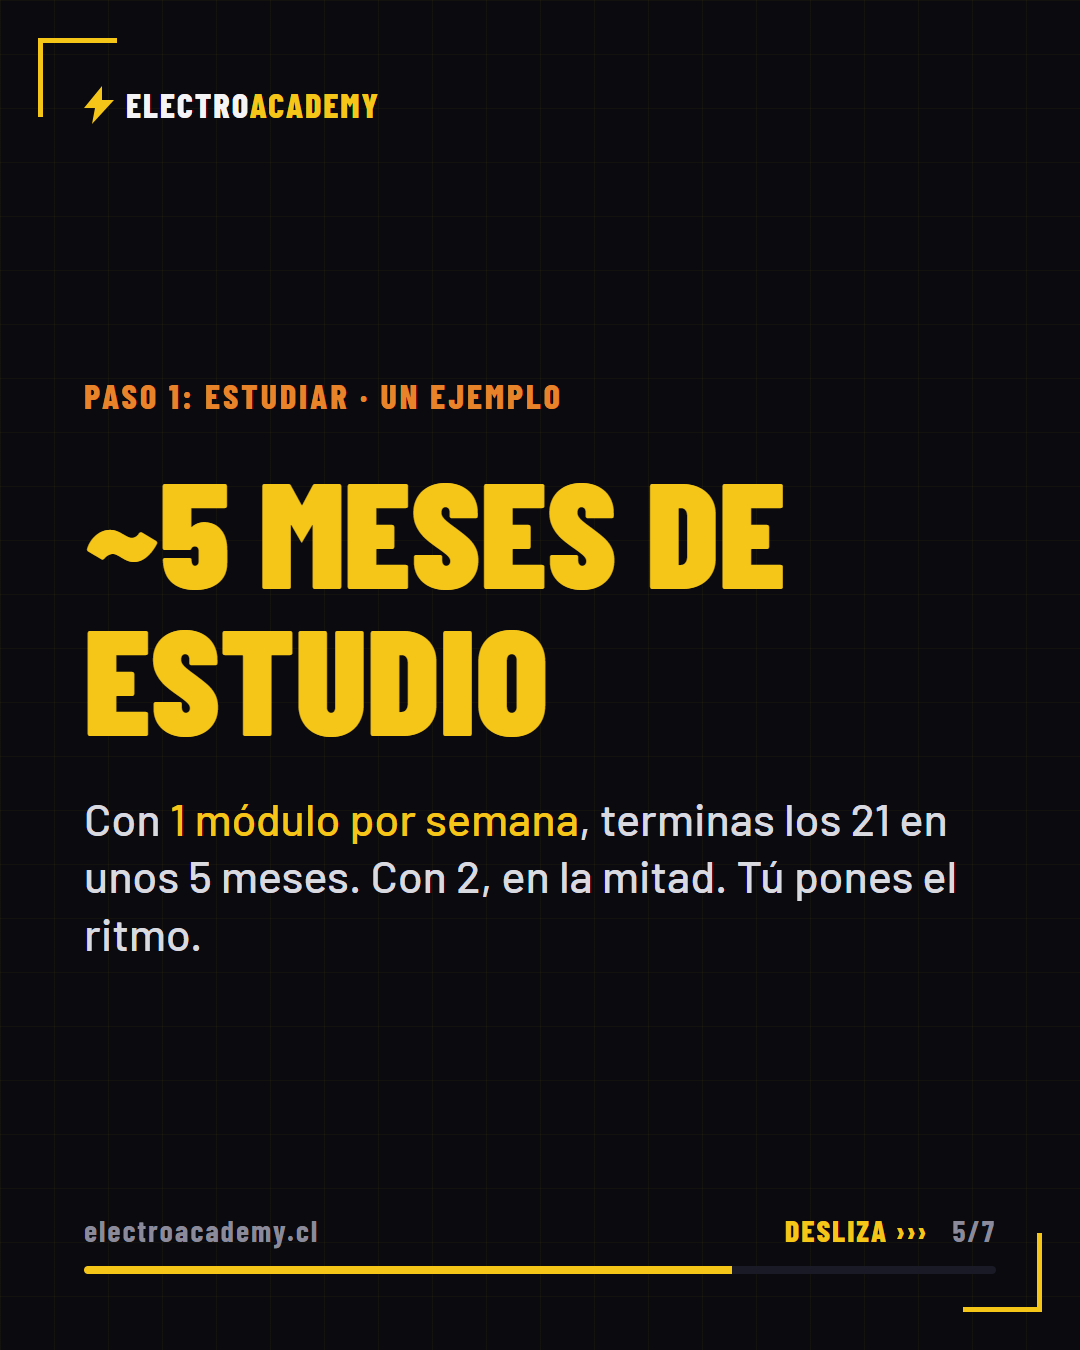 ELECTROACADEMY
PASO 1: ESTUDIAR · UN EJEMPLO
~5 MESES DE
ESTUDIO
Con 1 módulo por semana, terminas los 21 en
unos 5 meses. Con 2, en la mitad. Tú pones el
ritmo.
electroacademy.cl
DESLIZA ››› 5/7